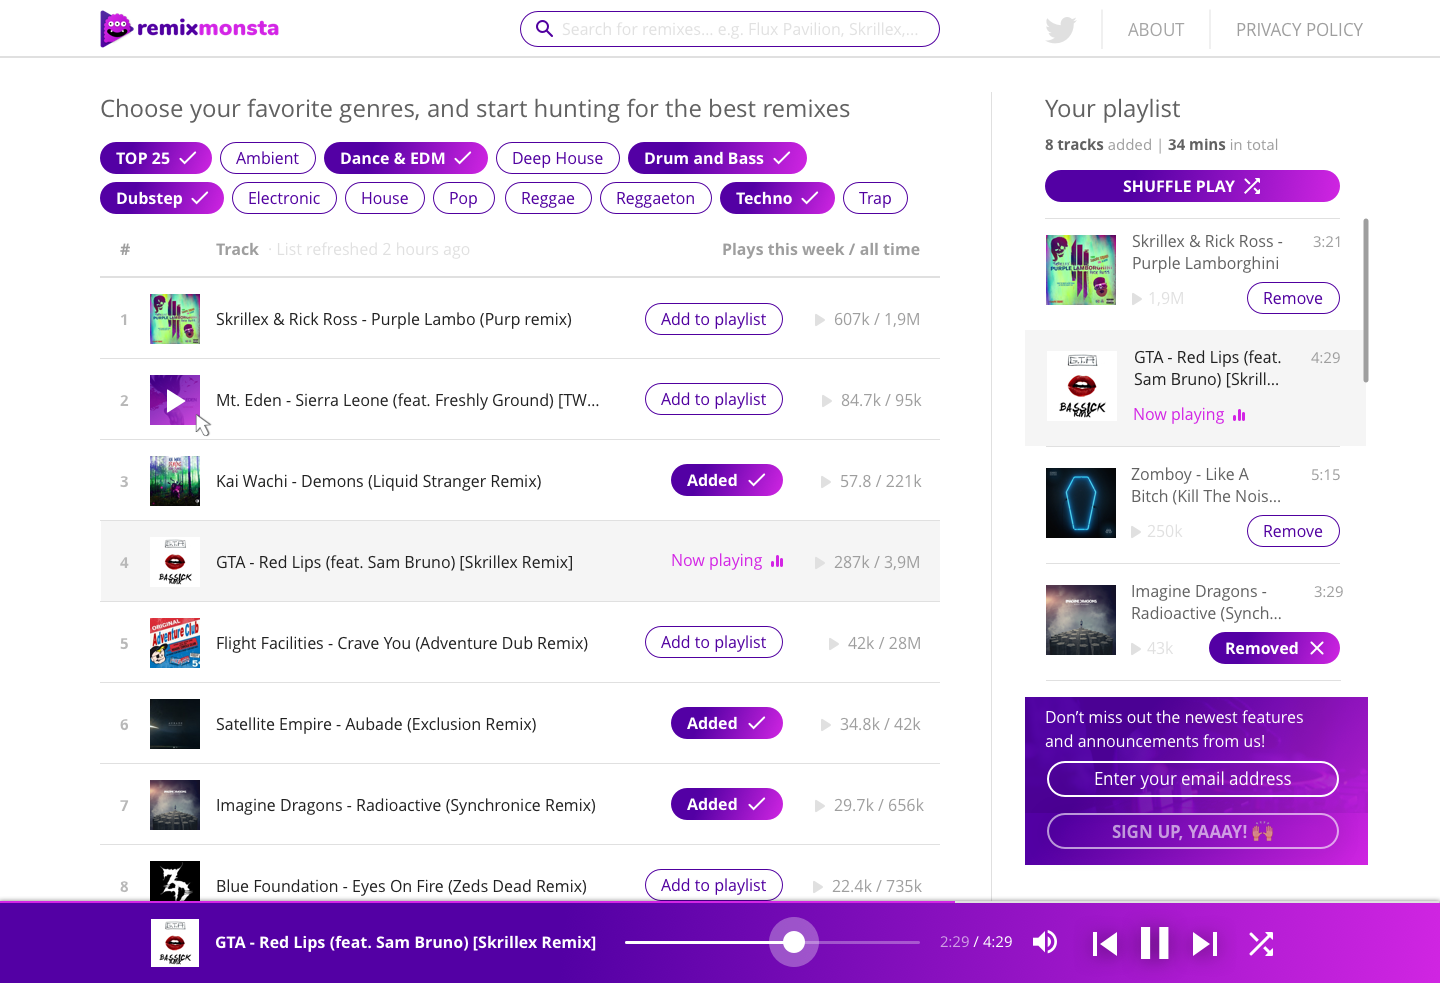 remixmonsta
Search for remixes... e.g. Flux Pavilion, Skrillex,...
ABOUT
PRIVACY POLICY
Choose your favorite genres, and start hunting for the best remixes
TOP 25
Ambient
Dance & EDM
Deep House
Drum and Bass
Dubstep
Electronic
House
Pop
Reggae
Reggaeton
Techno
Trap
# Track · List refreshed 2 hours ago Plays this week / all time
1 Skrillex & Rick Ross - Purple Lambo (Purp remix) Add to playlist 607k / 1,9M
2 Mt. Eden - Sierra Leone (feat. Freshly Ground) [TW... Add to playlist 84.7k / 95k
3 Kai Wachi - Demons (Liquid Stranger Remix) Added 57.8 / 221k
4 GTA - Red Lips (feat. Sam Bruno) [Skrillex Remix] Now playing 287k / 3,9M
5 Flight Facilities - Crave You (Adventure Dub Remix) Add to playlist 42k / 28M
ORIGINAL
Adventure Club
6 Satellite Empire - Aubade (Exclusion Remix) Added 34.8k / 42k
7 Imagine Dragons - Radioactive (Synchronice Remix) Added 29.7k / 656k
8 Blue Foundation - Eyes On Fire (Zeds Dead Remix) Add to playlist 22.4k / 735k
Your playlist
8 tracks added | 34 mins in total
SHUFFLE PLAY
PURPLE LAMBORGHINI
Skrillex & Rick Ross - 3:21
Purple Lamborghini
1,9M Remove
G.T.A
BASSICK
GTA - Red Lips (feat. 4:29
Sam Bruno) [Skrill...
Now playing
Zomboy - Like A 5:15
Bitch (Kill The Nois...
250k Remove
IMAGINE DRAGONS
Imagine Dragons - 3:29
Radioactive (Synch...
43k Removed
Don't miss out the newest features
and announcements from us!
Enter your email address
SIGN UP, YAAAY! 🙌🏽
GTA - Red Lips (feat. Sam Bruno) [Skrillex Remix] 2:29 / 4:29